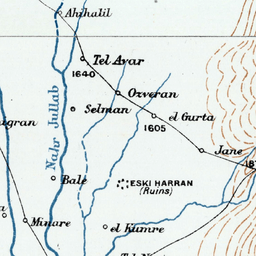 Ahihalil
Tel Avar
1640
Ozveran
Selman
el Gurta
1605
Nahr Jullab
Jane
Bale
ESKI HARRAN
(Ruins)
Minare
el Kumre